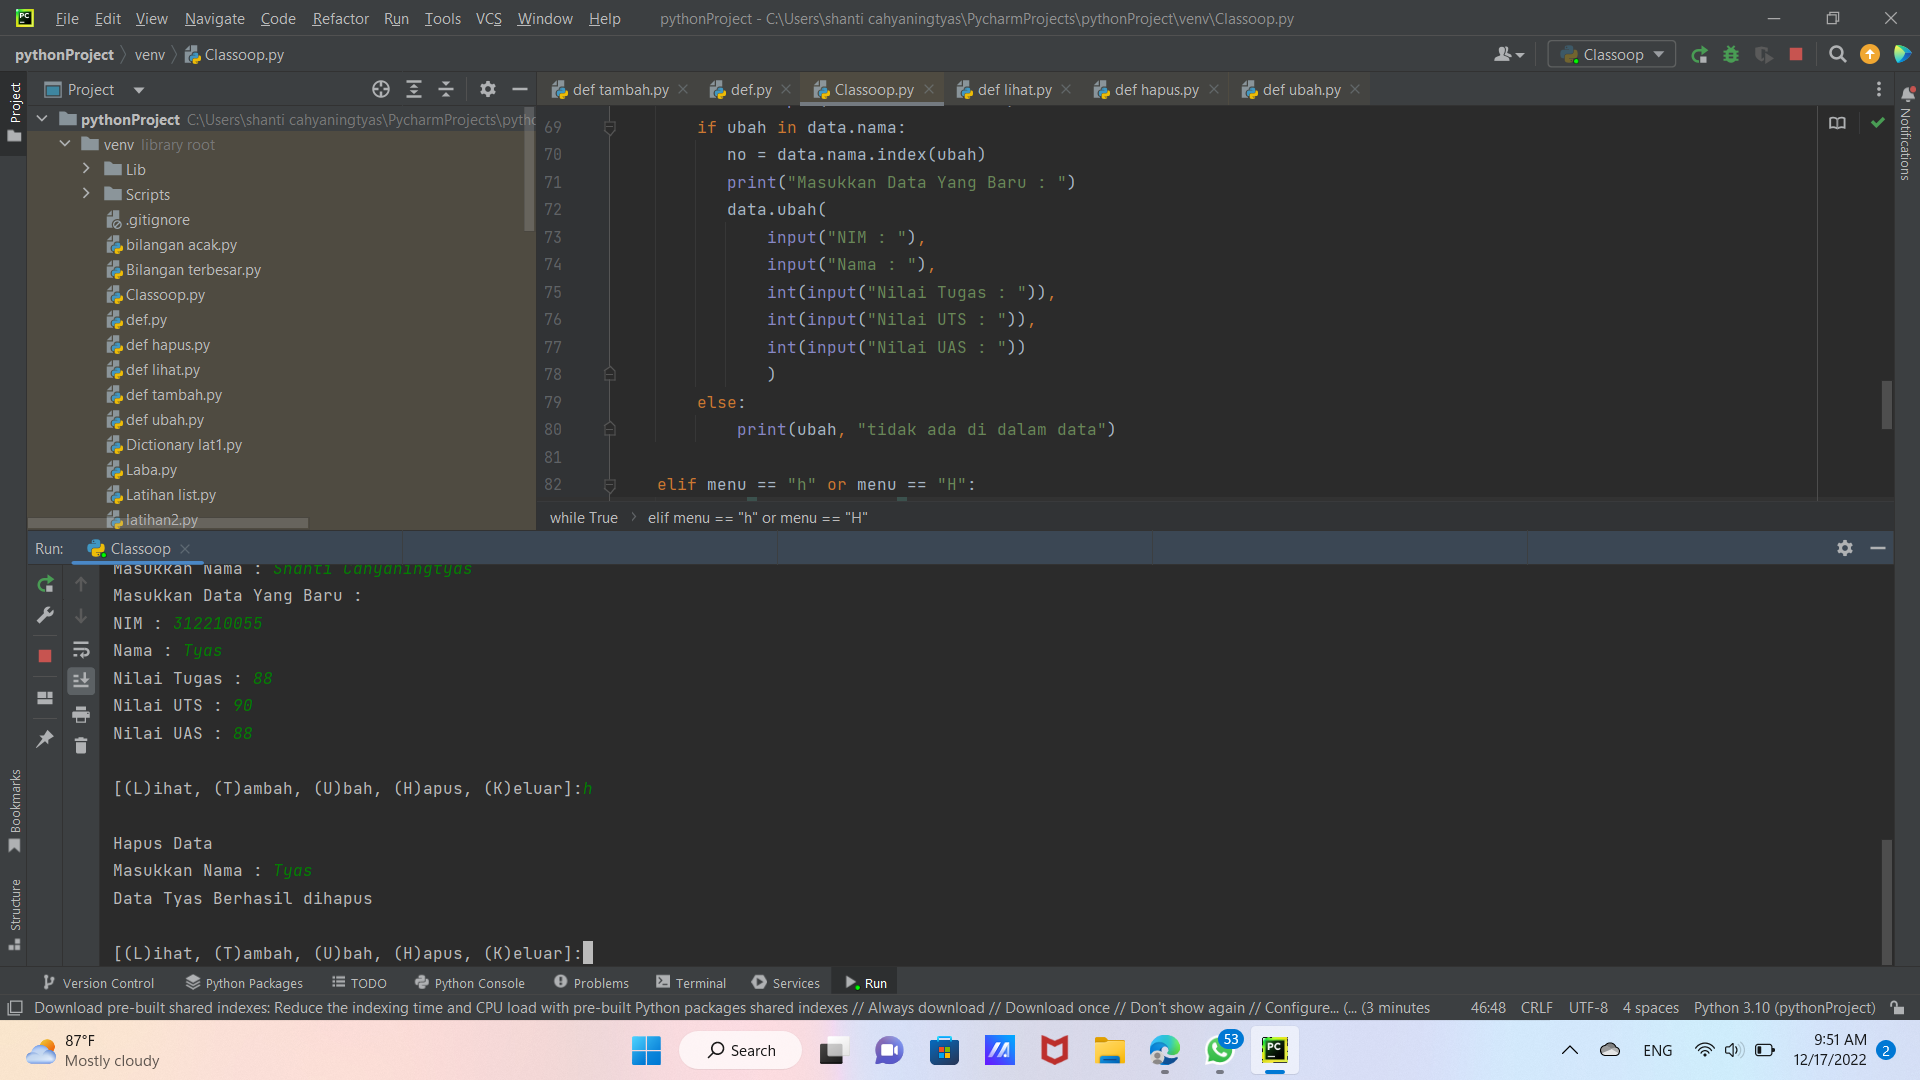 File Edit View Navigate Code Refactor Run Tools VCS Window Help pythonProject - C:\Users\shanti cahyaningtyas\PycharmProjects\pythonProject\venv\Classoop.py
pythonProject venv Classoop.py Classoop
Project
Project
def tambah.py def.py Classoop.py def lihat.py def hapus.py def ubah.py
Notifications
pythonProject C:\Users\shanti cahyaningtyas\PycharmProjects\pytho
venv library root
Lib
Scripts
.gitignore
bilangan acak.py
Bilangan terbesar.py
Classoop.py
def.py
def hapus.py
def lihat.py
def tambah.py
def ubah.py
Dictionary lat1.py
Laba.py
Latihan list.py
latihan2.py
69 if ubah in data.nama:
70 no = data.nama.index(ubah)
71 print("Masukkan Data Yang Baru : ")
72 data.ubah(
73 input("NIM : "),
74 input("Nama : "),
75 int(input("Nilai Tugas : ")),
76 int(input("Nilai UTS : ")),
77 int(input("Nilai UAS : "))
78 )
79 else:
80 print(ubah, "tidak ada di dalam data")
81
82 elif menu == "h" or menu == "H":
while True elif menu == "h" or menu == "H"
Run: Classoop
Masukkan Nama : Shanti Cahyaningtyas
Masukkan Data Yang Baru :
NIM : 312210055
Nama : Tyas
Nilai Tugas : 88
Nilai UTS : 90
Nilai UAS : 88
[(L)ihat, (T)ambah, (U)bah, (H)apus, (K)eluar]:h
Hapus Data
Masukkan Nama : Tyas
Data Tyas Berhasil dihapus
[(L)ihat, (T)ambah, (U)bah, (H)apus, (K)eluar]:
Bookmarks
Structure
Version Control Python Packages TODO Python Console Problems Terminal Services Run
Download pre-built shared indexes: Reduce the indexing time and CPU load with pre-built Python packages shared indexes // Always download // Download once // Don't show again // Configure... (... (3 minutes 46:48 CRLF UTF-8 4 spaces Python 3.10 (pythonProject)
87°F
Mostly cloudy
Search
53
PC
ENG
9:51 AM
12/17/2022
2